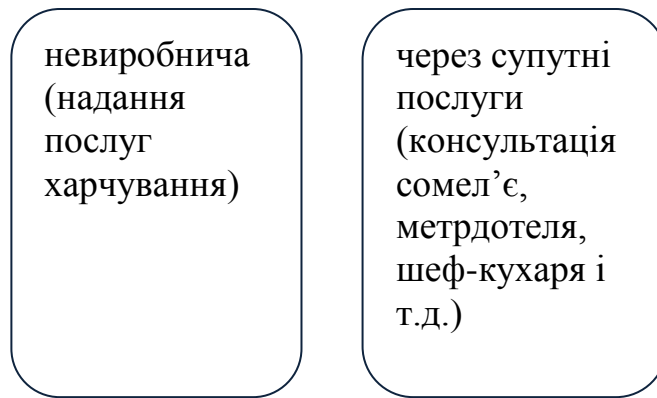 невиробнича
(надання
послуг
харчування)
через супутні
послуги
(консультація
сомел’є,
метрдотеля,
шеф-кухаря і
т.д.)